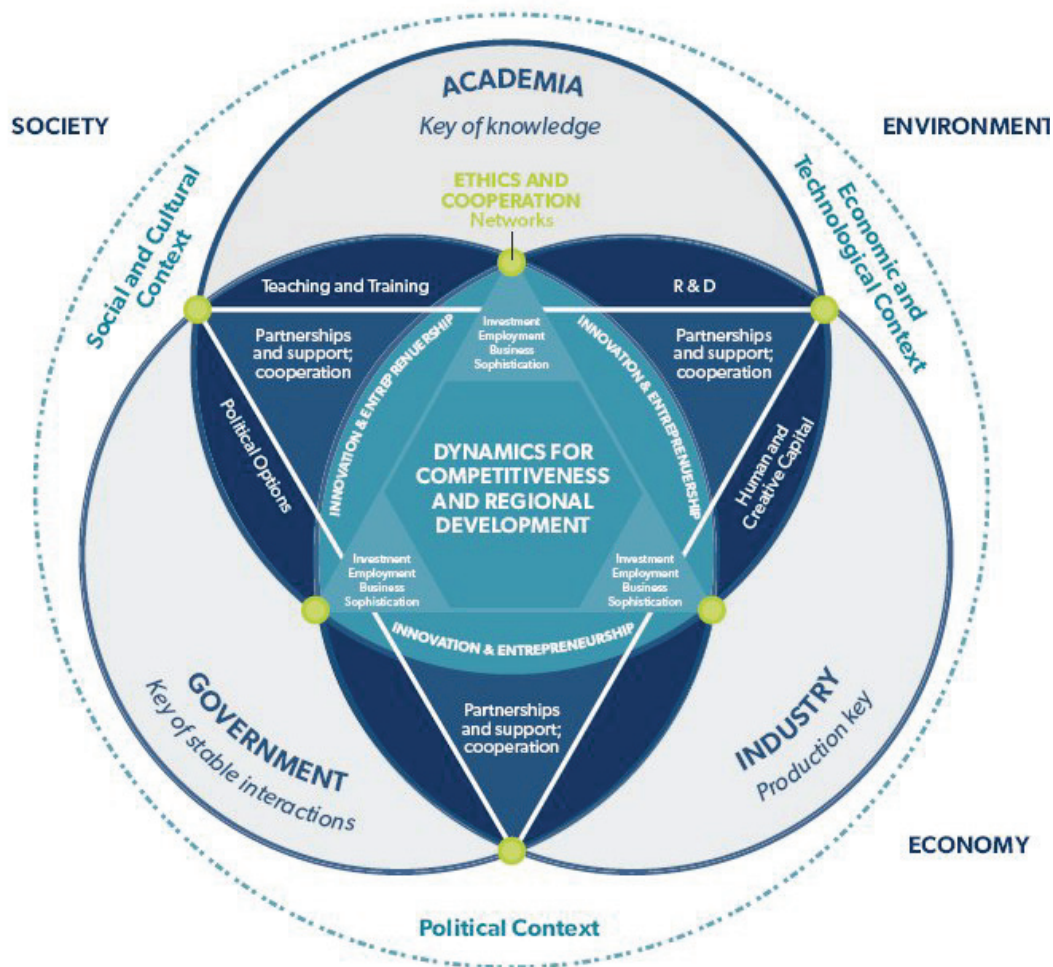 ACADEMIA
Key of knowledge
SOCIETY
ENVIRONMENT
ETHICS AND
COOPERATION
Networks
Social and Cultural
Context
Economic and
Technological Context
Teaching and Training
R & D
Partnerships
and support;
cooperation
Investment
Employment
Business
Sophistication
Partnerships
and support;
cooperation
INNOVATION & ENTREPRENUERSHIP
INNOVATION & ENTREPRENUERSHIP
Political Options
Human and
Creative Capital
DYNAMICS FOR
COMPETITIVENESS
AND REGIONAL
DEVELOPMENT
Investment
Employment
Business
Sophistication
Investment
Employment
Business
Sophistication
INNOVATION & ENTREPRENEURSHIP
GOVERNMENT
Key of stable interactions
Partnerships
and support;
cooperation
INDUSTRY
Production key
ECONOMY
Political Context